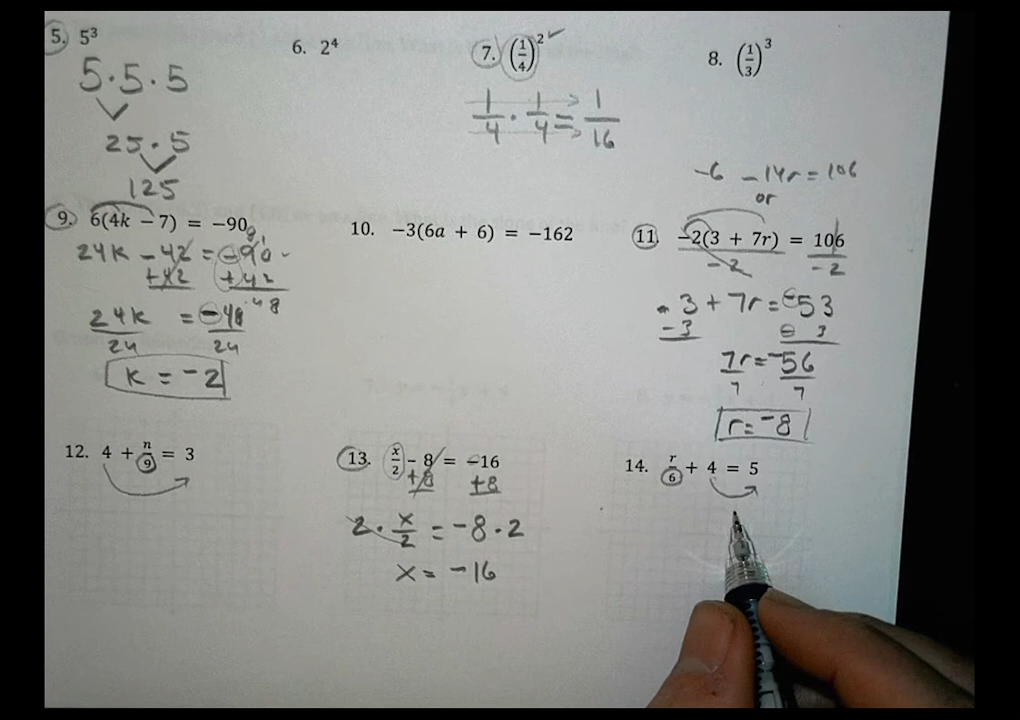 5. 5³
6. 2⁴
7. (1/4)²
8. (1/3)³
5 · 5 · 5
25 · 5
125
1/4 · 1/4 = 1/16
-6 - 14r = 106
or
9. 6(4k − 7) = −90
24k - 42 = -90
+42 +42
24k = -48
24 24
k = -2
10. −3(6a + 6) = −162
11. −2(3 + 7r) = 106
-2 -2
3 + 7r = -53
-3 - 3
7r = -56
7 7
r = -8
12. 4 + n/9 = 3
13. x/2 − 8 = −16
+8 +8
2 · x/2 = -8 · 2
x = -16
14. r/6 + 4 = 5